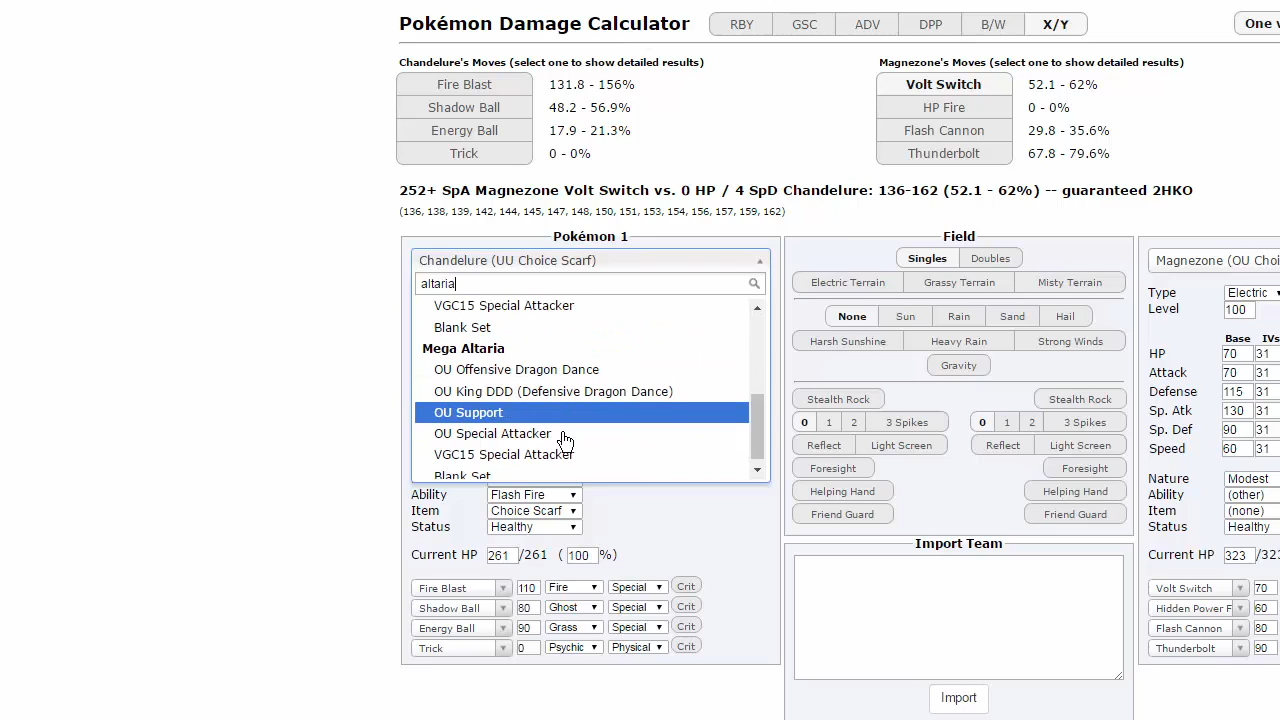 Pokémon Damage Calculator RBY GSC ADV DPP B/W X/Y
Chandelure's Moves (select one to show detailed results)
Fire Blast 131.8 - 156%
Shadow Ball 48.2 - 56.9%
Energy Ball 17.9 - 21.3%
Trick 0 - 0%
Magnezone's Moves (select one to show detailed results)
Volt Switch 52.1 - 62%
HP Fire 0 - 0%
Flash Cannon 29.8 - 35.6%
Thunderbolt 67.8 - 79.6%
252+ SpA Magnezone Volt Switch vs. 0 HP / 4 SpD Chandelure: 136-162 (52.1 - 62%) -- guaranteed 2HKO
(136, 138, 139, 142, 144, 145, 147, 148, 150, 151, 153, 154, 156, 157, 159, 162)
Pokémon 1
Chandelure (UU Choice Scarf)
altaria
VGC15 Special Attacker
Blank Set
Mega Altaria
OU Offensive Dragon Dance
OU King DDD (Defensive Dragon Dance)
OU Support
OU Special Attacker
VGC15 Special Attacker
Blank Set
Ability Flash Fire
Item Choice Scarf
Status Healthy
Current HP 261 /261 ( 100 %)
Fire Blast 110 Fire Special Crit
Shadow Ball 80 Ghost Special Crit
Energy Ball 90 Grass Special Crit
Trick 0 Psychic Physical Crit
Field
Singles Doubles
Electric Terrain Grassy Terrain Misty Terrain
None Sun Rain Sand Hail
Harsh Sunshine Heavy Rain Strong Winds
Gravity
Stealth Rock Stealth Rock
0 1 2 3 Spikes 0 1 2 3 Spikes
Reflect Light Screen Reflect Light Screen
Foresight Foresight
Helping Hand Helping Hand
Friend Guard Friend Guard
Import Team
Import
Magnezone (OU Choi
Type Electric
Level 100
Base IVs
HP 70 31
Attack 70 31
Defense 115 31
Sp. Atk 130 31
Sp. Def 90 31
Speed 60 31
Nature Modest
Ability (other)
Item (none)
Status Healthy
Current HP 323 /323
Volt Switch 70
Hidden Power F 60
Flash Cannon 80
Thunderbolt 90